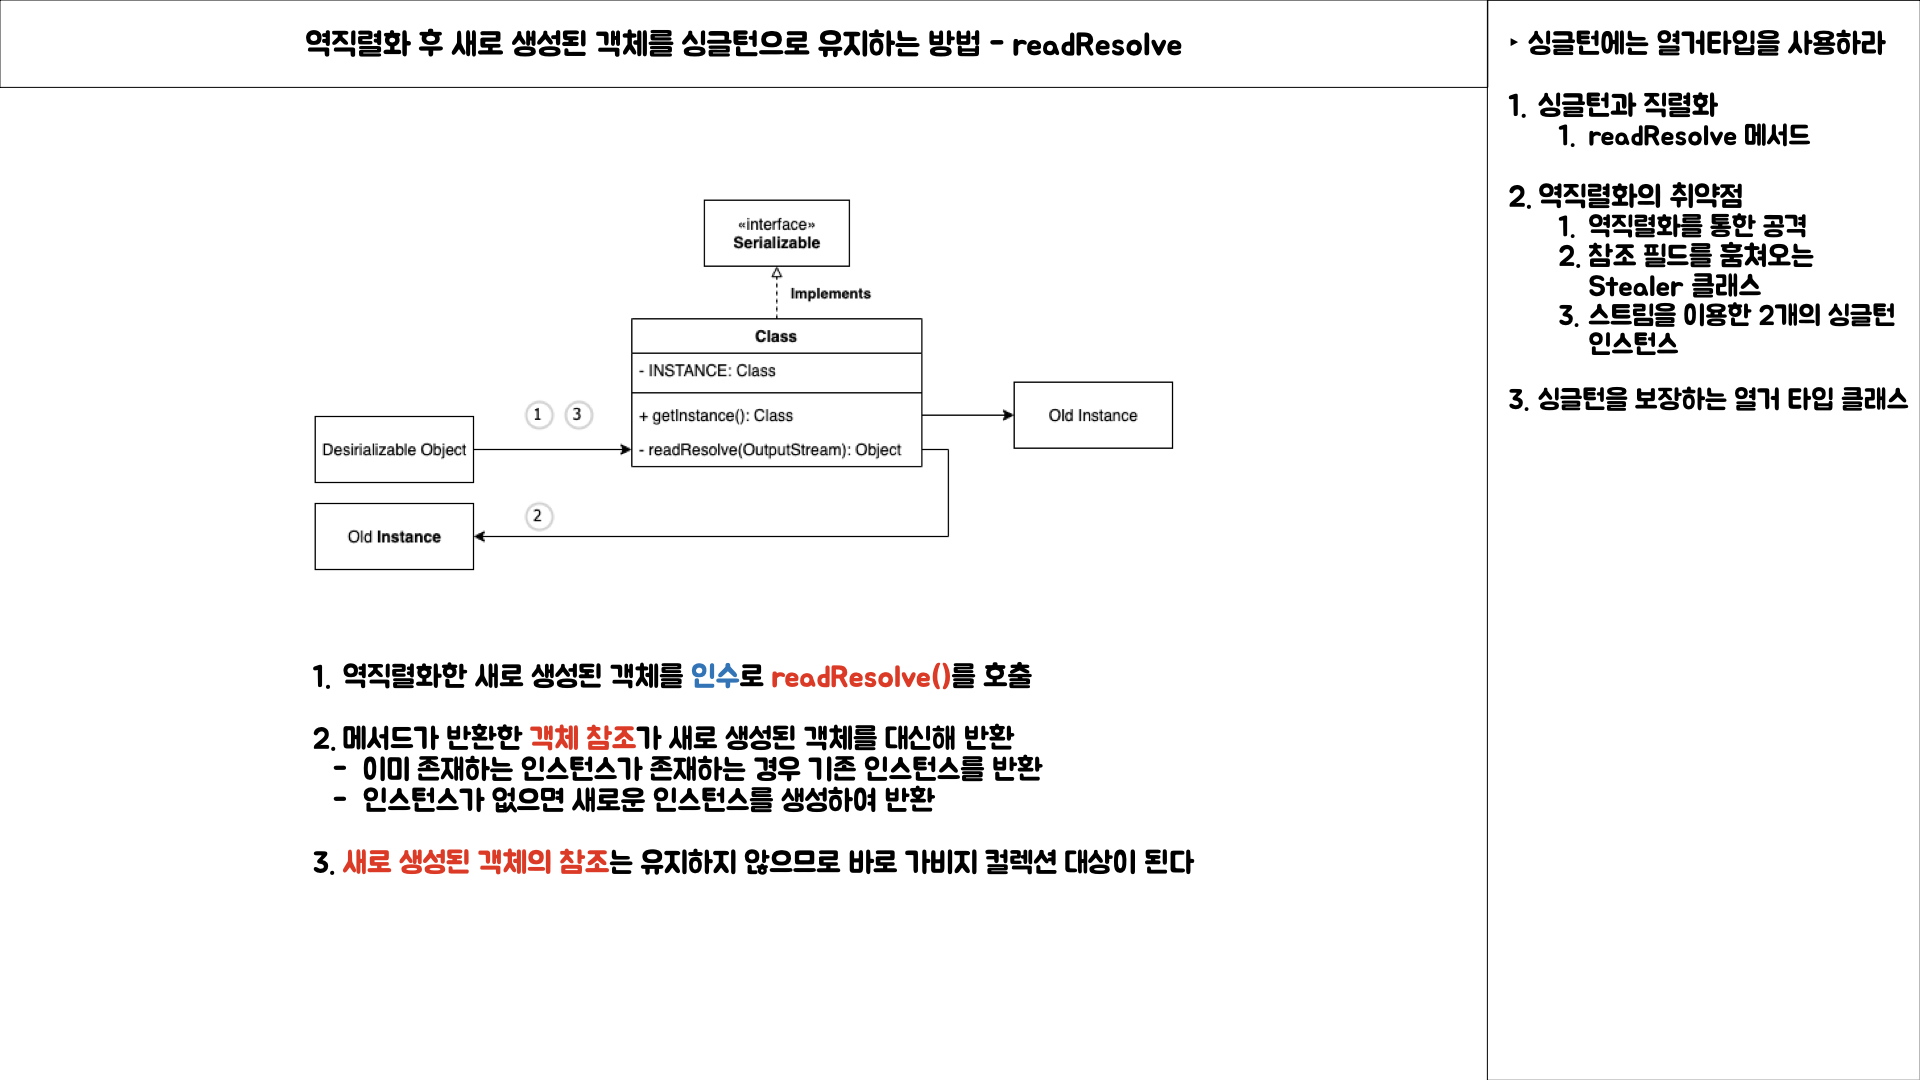 역직렬화 후 새로 생성된 객체를 싱글턴으로 유지하는 방법 - readResolve
«interface»
Serializable
Implements
Class
- INSTANCE: Class
+ getInstance(): Class
- readResolve(OutputStream): Object
Old Instance
1
3
Desirializable Object
2
Old Instance
1. 역직렬화한 새로 생성된 객체를 인수로 readResolve()를 호출
2. 메서드가 반환한 객체 참조가 새로 생성된 객체를 대신해 반환
- 이미 존재하는 인스턴스가 존재하는 경우 기존 인스턴스를 반환
- 인스턴스가 없으면 새로운 인스턴스를 생성하여 반환
3. 새로 생성된 객체의 참조는 유지하지 않으므로 바로 가비지 컬렉션 대상이 된다
‣ 싱글턴에는 열거타입을 사용하라
1. 싱글턴과 직렬화
1. readResolve 메서드
2. 역직렬화의 취약점
1. 역직렬화를 통한 공격
2. 참조 필드를 훔쳐오는
Stealer 클래스
3. 스트림을 이용한 2개의 싱글턴
인스턴스
3. 싱글턴을 보장하는 열거 타입 클래스